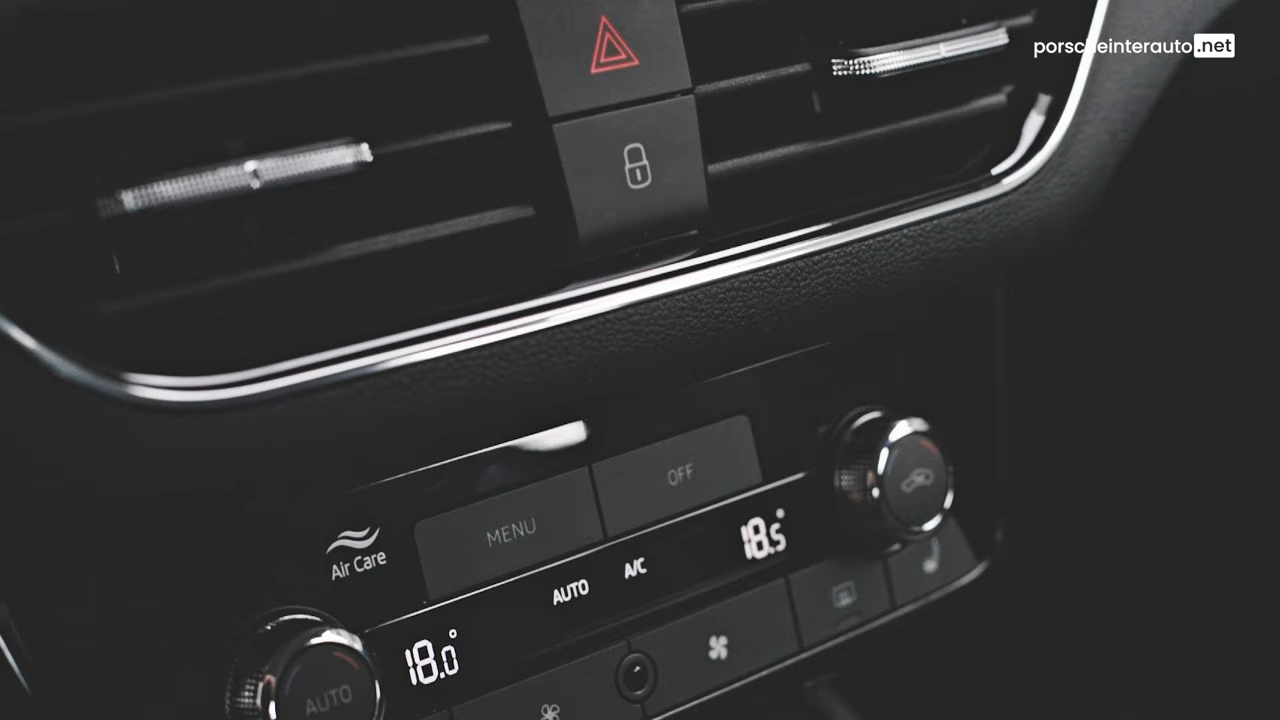 porscheinterauto.net
MENU
OFF
Air Care
AUTO
A/C
18.5°
18.0°
AUTO